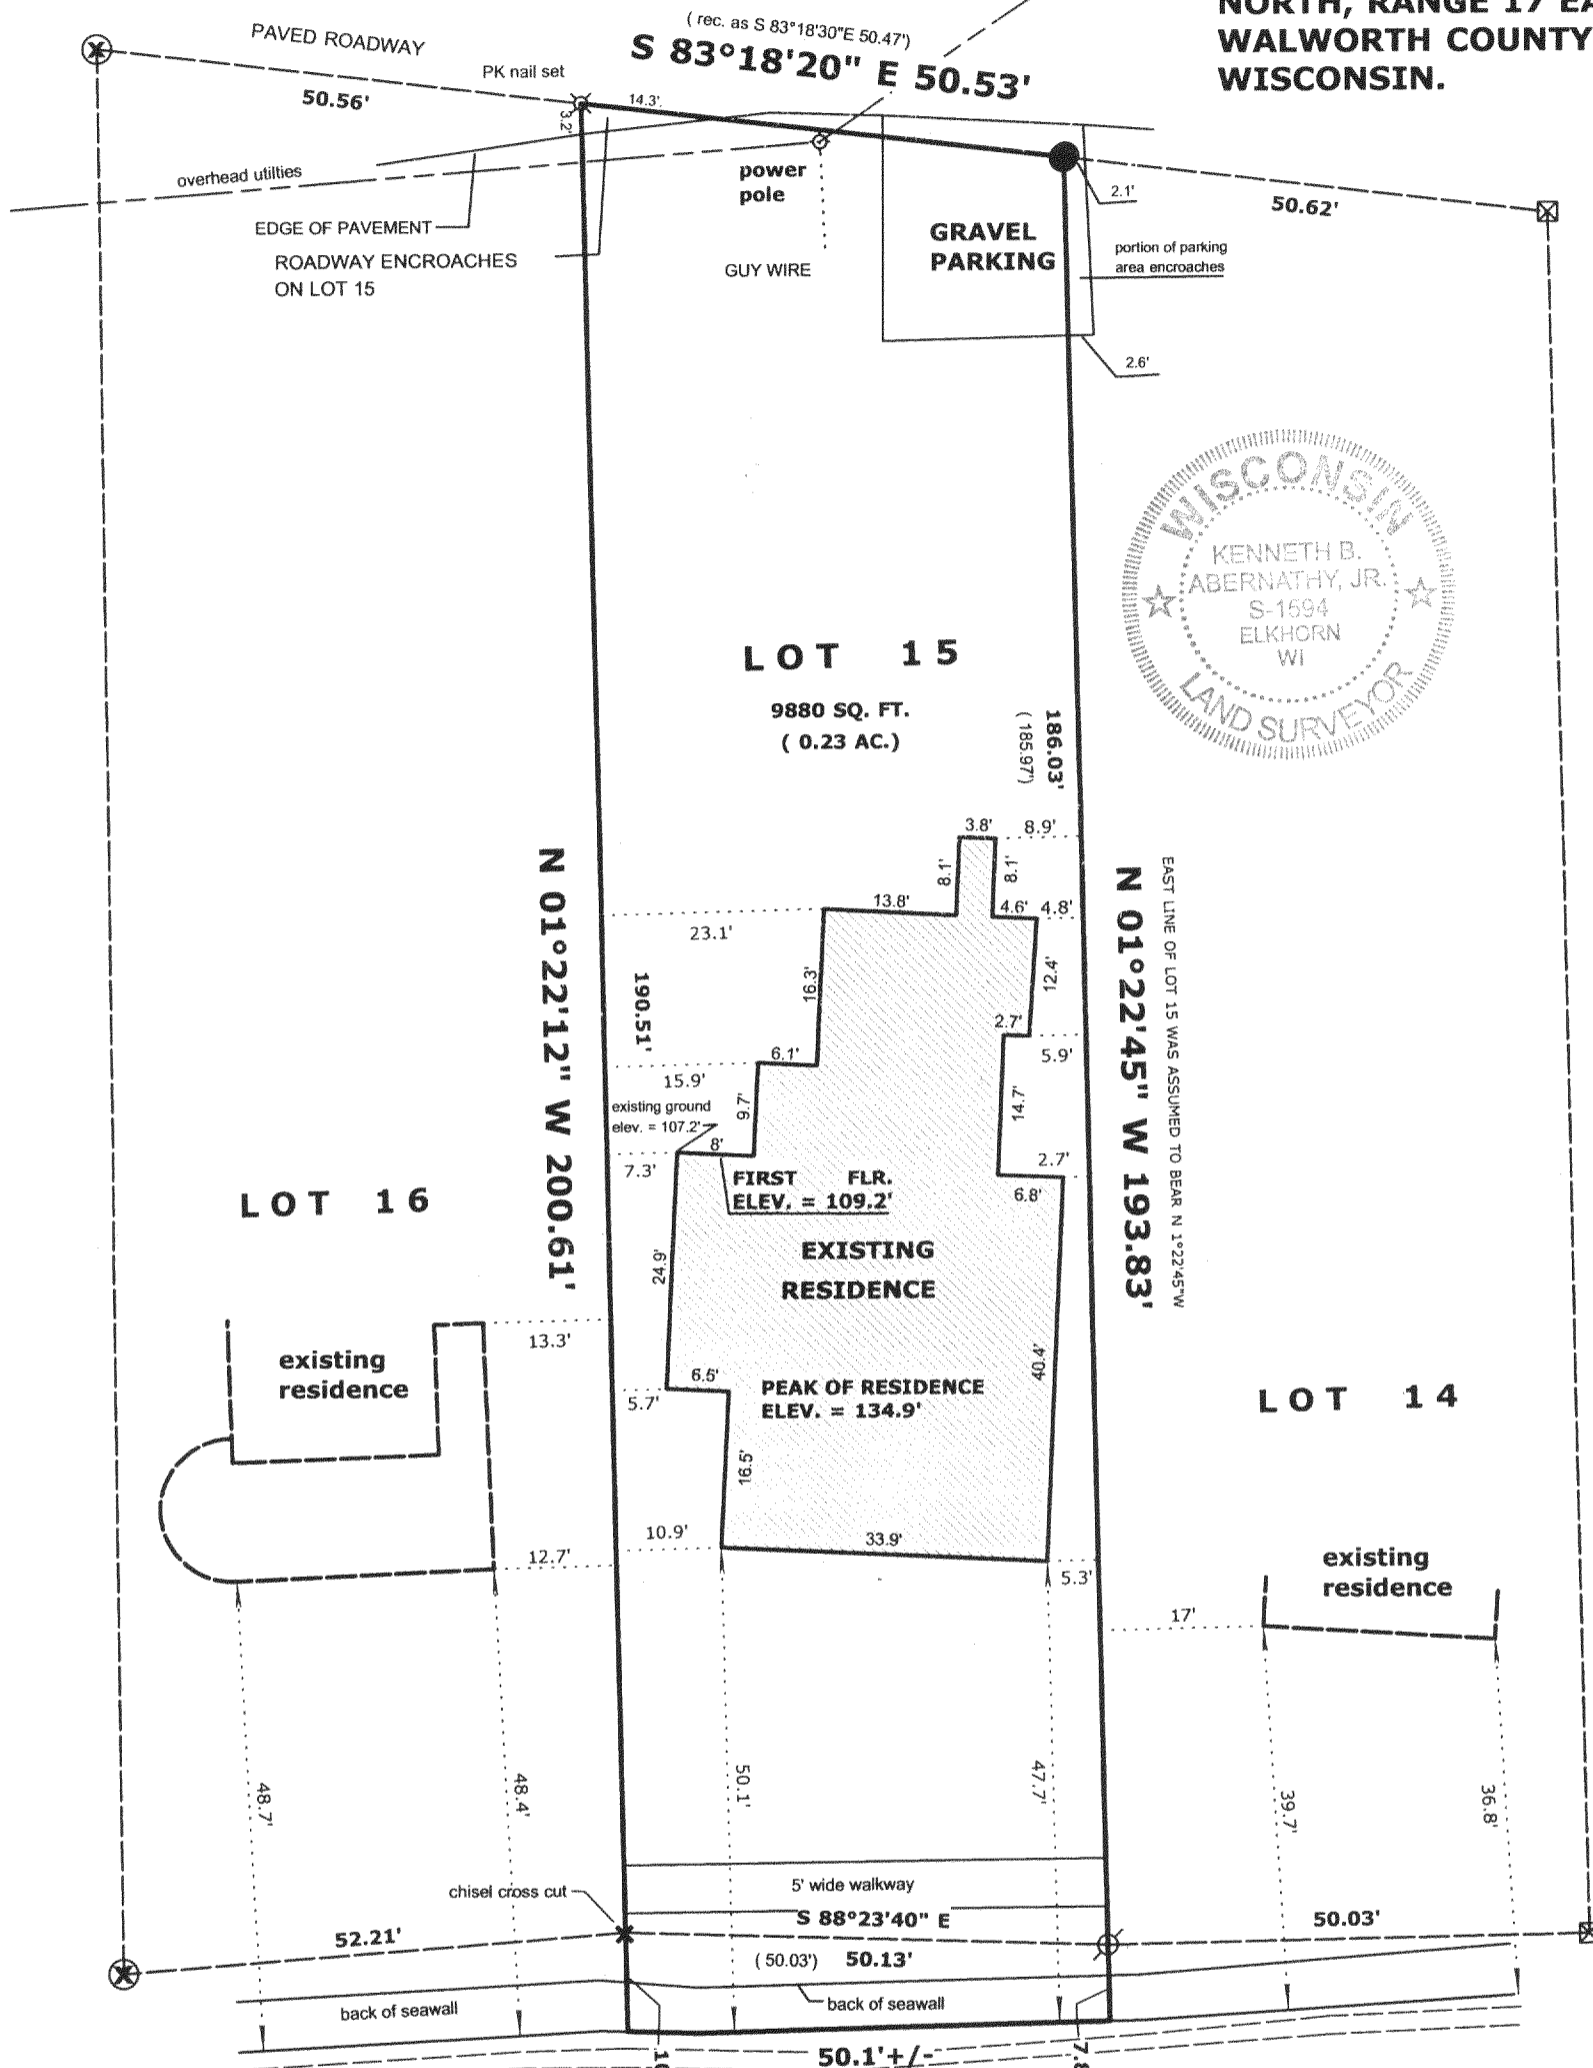 NORTH, RANGE 17 EA
WALWORTH COUNTY
WISCONSIN.
( rec. as S 83°18'30"E 50.47')
S 83°18'20" E 50.53'
PAVED ROADWAY
50.56'
PK nail set
14.3'
3.2'
overhead utilties
EDGE OF PAVEMENT
ROADWAY ENCROACHES
ON LOT 15
power
pole
GUY WIRE
GRAVEL
PARKING
2.1'
50.62'
portion of parking
area encroaches
2.6'
WISCONSIN
KENNETH B.
ABERNATHY, JR.
S-1594
ELKHORN
WI
LAND SURVEYOR
LOT 15
9880 SQ. FT.
( 0.23 AC.)
186.03'
( 185.97')
3.8'
8.9'
8.1'
8.1'
13.8'
4.6'
4.8'
23.1'
16.3'
12.4'
190.51'
2.7'
5.9'
6.1'
15.9'
9.7'
14.7'
existing ground
elev. = 107.2'
8'
7.3'
2.7'
6.8'
FIRST FLR.
ELEV. = 109.2'
N 01°22'12" W 200.61'
N 01°22'45" W 193.83'
EAST LINE OF LOT 15 WAS ASSUMED TO BEAR N 1°22'45"W
LOT 16
EXISTING
RESIDENCE
24.9'
40.4'
13.3'
existing
residence
6.5'
5.7'
PEAK OF RESIDENCE
ELEV. = 134.9'
LOT 14
16.5'
10.9'
33.9'
12.7'
5.3'
existing
residence
17'
48.7'
48.4'
50.1'
47.7'
39.7'
36.8'
chisel cross cut
5' wide walkway
S 88°23'40" E
52.21'
( 50.03') 50.13'
50.03'
back of seawall
back of seawall
50.1'+/-